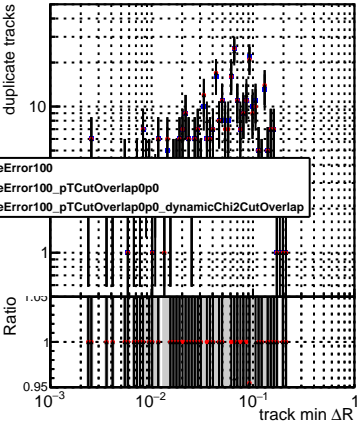 duplicate tracks
10
eError100
eError100_pTCutOverlap0p0
eError100_pTCutOverlap0p0_dynamicChi2CutOverlap
1
Ratio
1.05
1
0.95
10⁻³ 10⁻² 10⁻¹ 1
track min ΔR